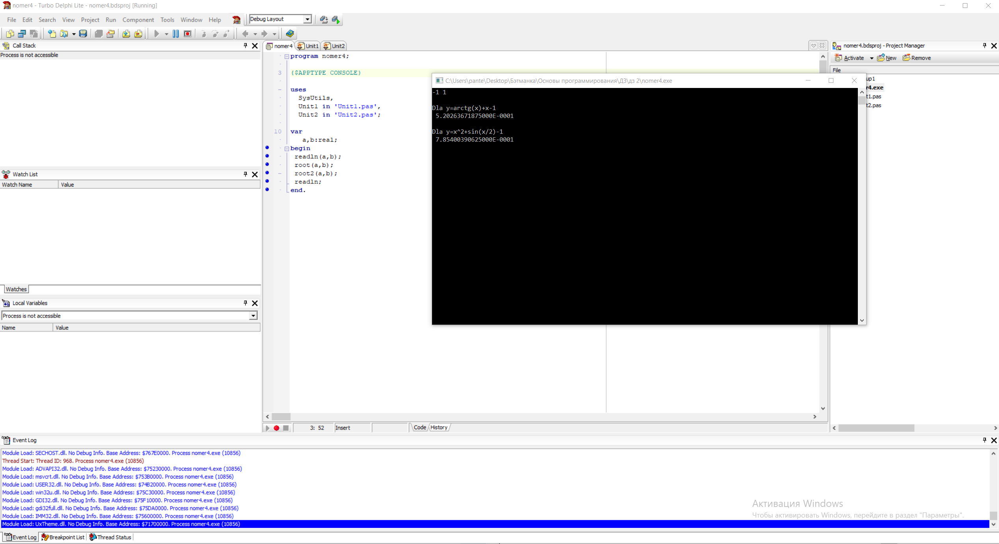 nomer4 - Turbo Delphi Lite - nomer4.bdsproj [Running]
File Edit Search View Project Run Component Tools Window Help
Debug Layout
Call Stack
Process is not accessible
Watch List
Watch Name Value
Watches
Local Variables
Process is not accessible
Name Value
nomer4 Unit1 Unit2
program nomer4;
3 {$APPTYPE CONSOLE}
uses
SysUtils,
Unit1 in 'Unit1.pas',
Unit2 in 'Unit2.pas';
10 var
a,b:real;
begin
readln(a,b);
root(a,b);
root2(a,b);
readln;
end.
3: 52 Insert
Code History
C:\Users\pante\Desktop\Бэтманка\Основы программирования\ДЗ\дз 2\nomer4.exe
-1 1
Dla y=arctg(x)+x-1
5.20263671875000E-0001
Dla y=x^2+sin(x/2)-1
7.85400390625000E-0001
nomer4.bdsproj - Project Manager
Activate New Remove
File
up1
r4.exe
t1.pas
t2.pas
Event Log
Module Load: SECHOST.dll. No Debug Info. Base Address: $767E0000. Process nomer4.exe (10856)
Thread Start: Thread ID: 968. Process nomer4.exe (10856)
Module Load: ADVAPI32.dll. No Debug Info. Base Address: $75230000. Process nomer4.exe (10856)
Module Load: msvcrt.dll. No Debug Info. Base Address: $753B0000. Process nomer4.exe (10856)
Module Load: USER32.dll. No Debug Info. Base Address: $74B20000. Process nomer4.exe (10856)
Module Load: win32u.dll. No Debug Info. Base Address: $75C30000. Process nomer4.exe (10856)
Module Load: GDI32.dll. No Debug Info. Base Address: $75F10000. Process nomer4.exe (10856)
Module Load: gdi32full.dll. No Debug Info. Base Address: $75DA0000. Process nomer4.exe (10856)
Module Load: IMM32.dll. No Debug Info. Base Address: $75600000. Process nomer4.exe (10856)
Module Load: UxTheme.dll. No Debug Info. Base Address: $71700000. Process nomer4.exe (10856)
Активация Windows
Чтобы активировать Windows, перейдите в раздел "Параметры".
Event Log Breakpoint List Thread Status